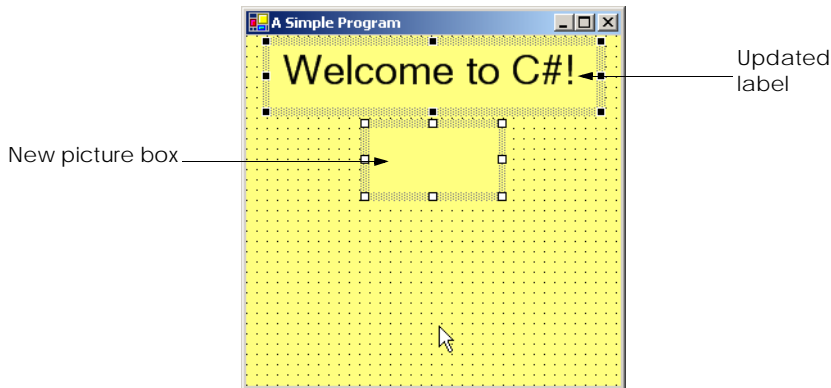 A Simple Program
Welcome to C#!
Updated
label
New picture box